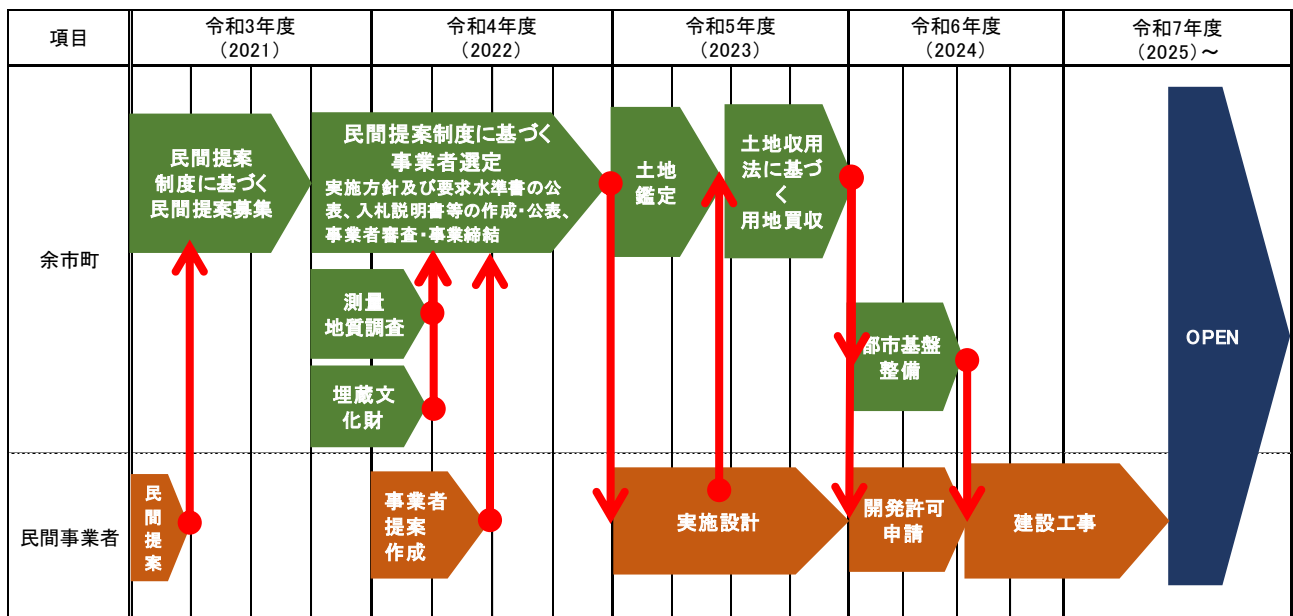 項目
令和3年度
(2021)
令和4年度
(2022)
令和5年度
(2023)
令和6年度
(2024)
令和7年度
(2025)～
余市町
民間提案
制度に基づく
民間提案募集
民間提案制度に基づく
事業者選定
実施方針及び要求水準書の公
表、入札説明書等の作成・公表、
事業者審査・事業締結
土地
鑑定
土地収用
法に基づ
く
用地買収
測量
地質調査
埋蔵文
化財
都市基盤
整備
OPEN
民間事業者
民
間
提
案
事業者
提案
作成
実施設計
開発許可
申請
建設工事